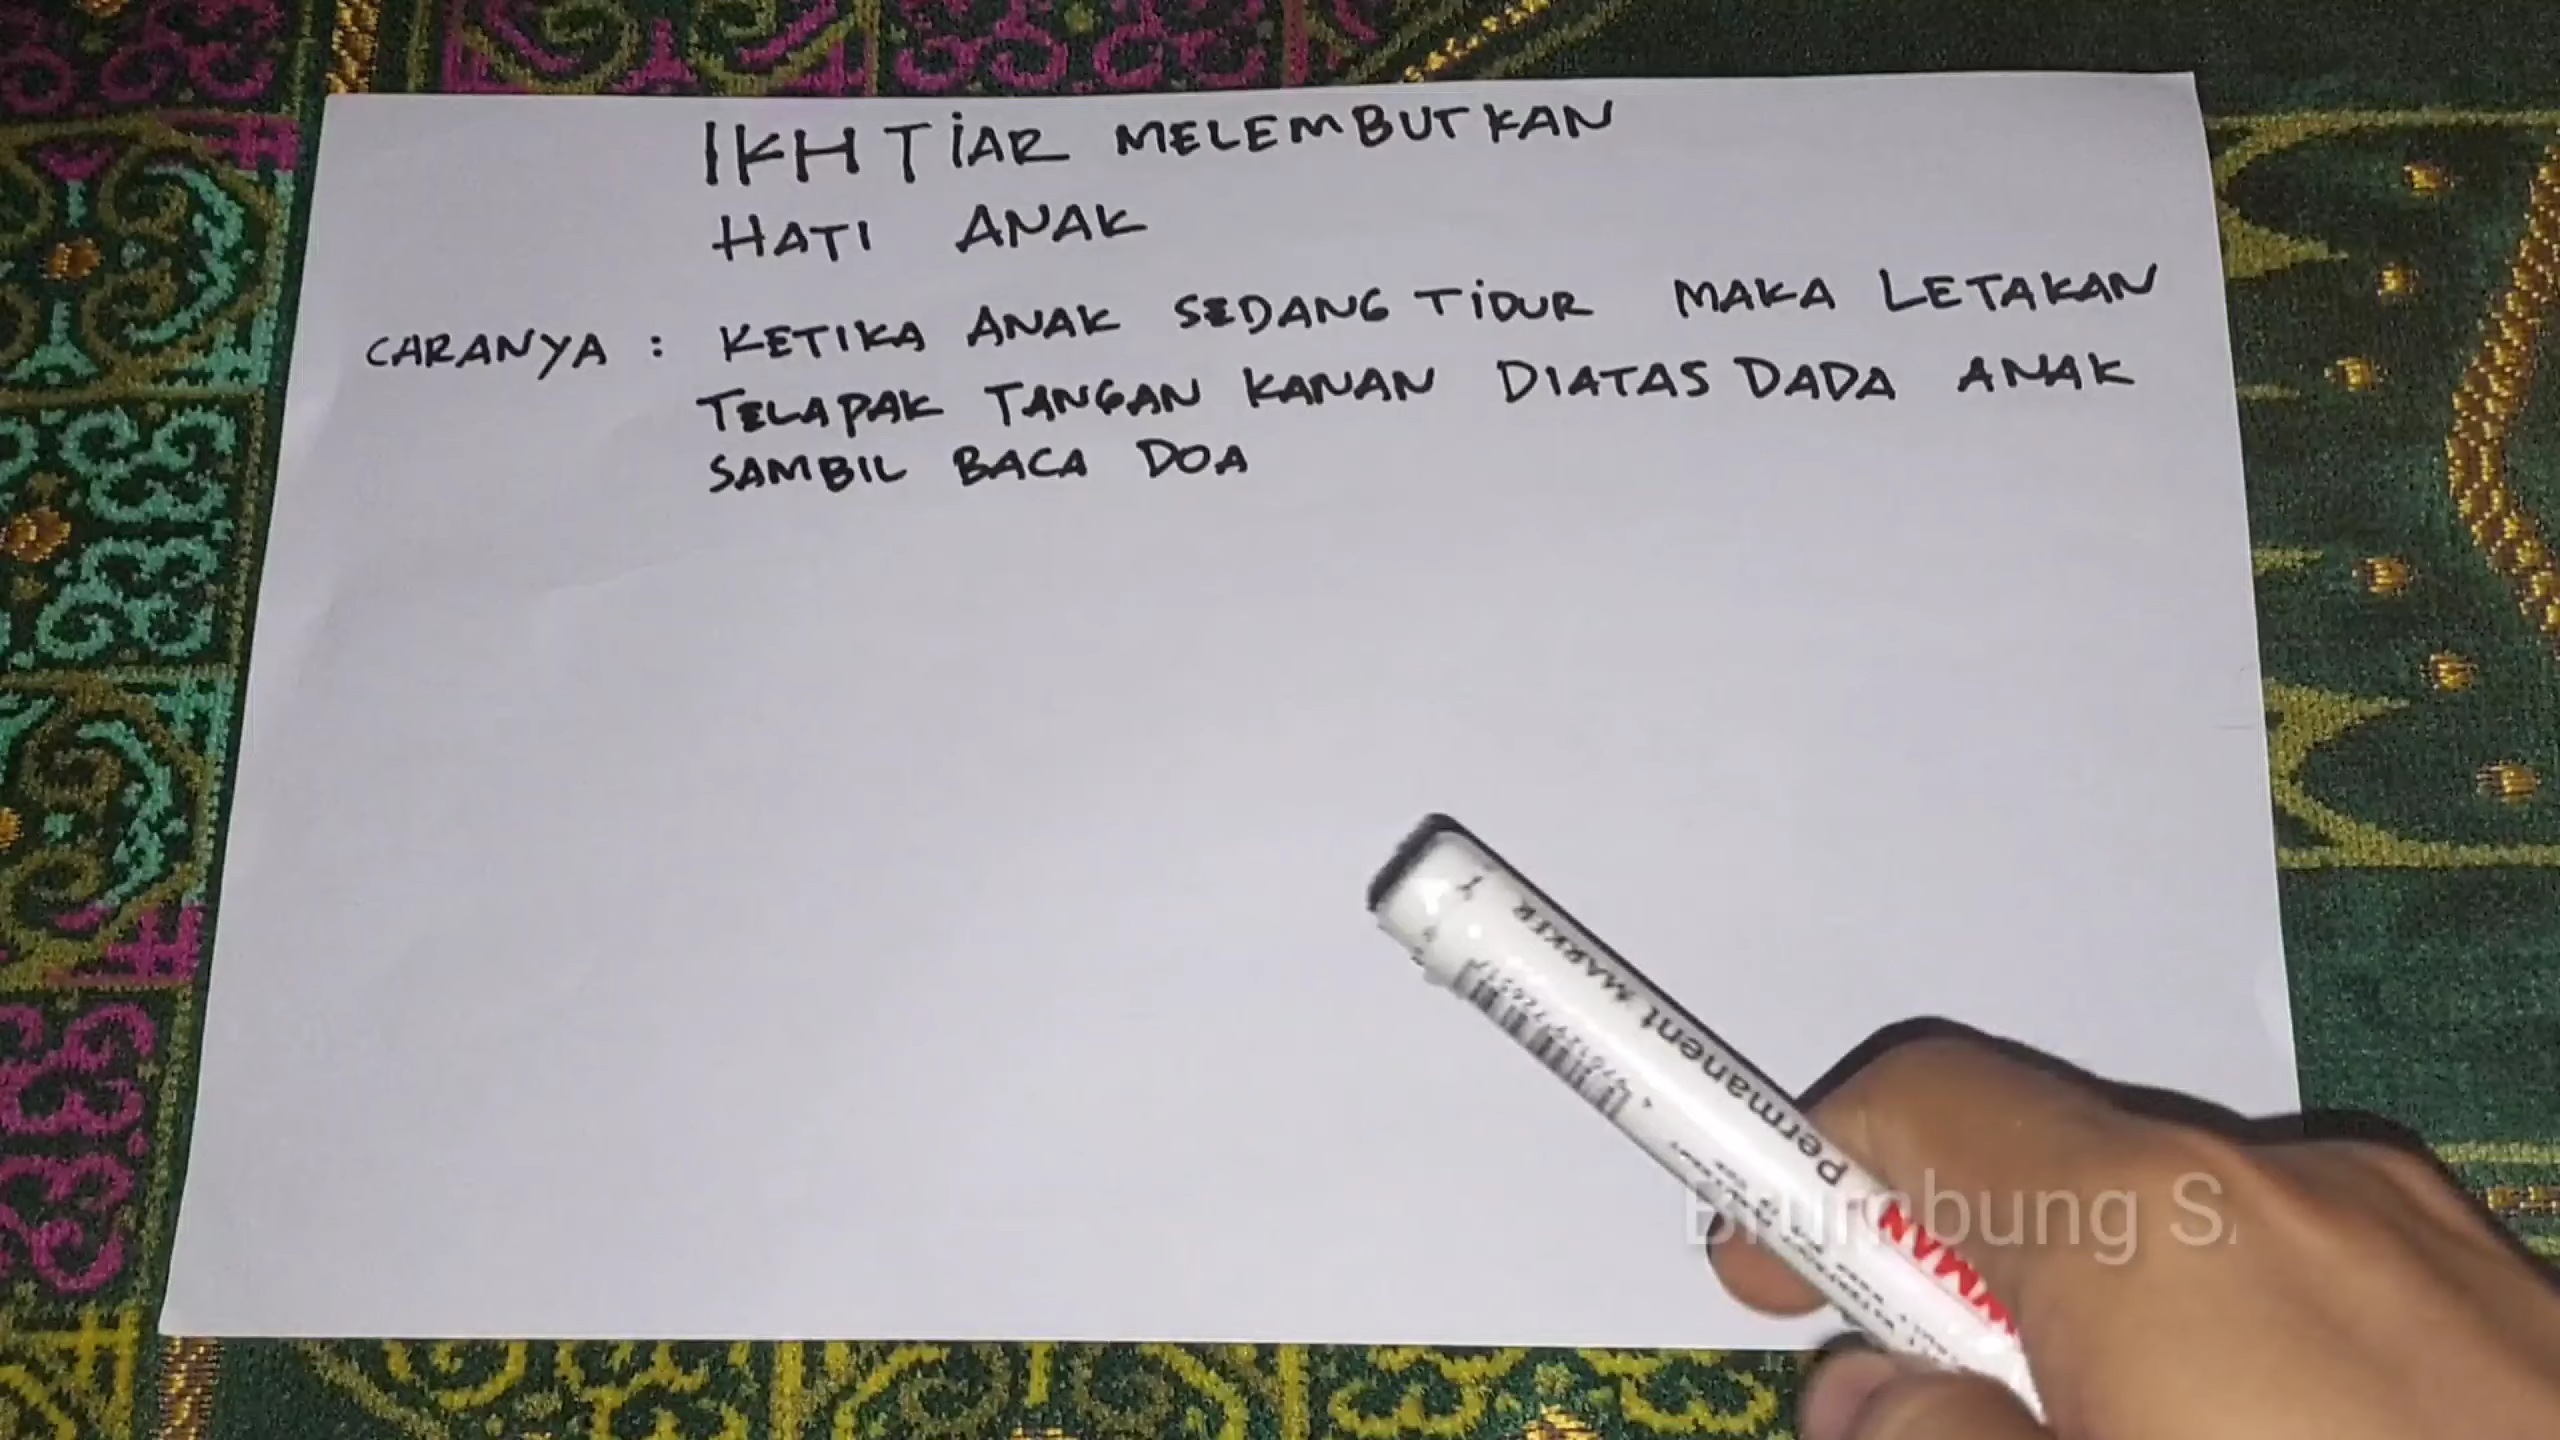 IKHTIAR MELEMBUTKAN
HATI ANAK
CARANYA : KETIKA ANAK SEDANG TIDUR MAKA LETAKAN
TELAPAK TANGAN KANAN DIATAS DADA ANAK
SAMBIL BACA DOA
Permanent MARKER